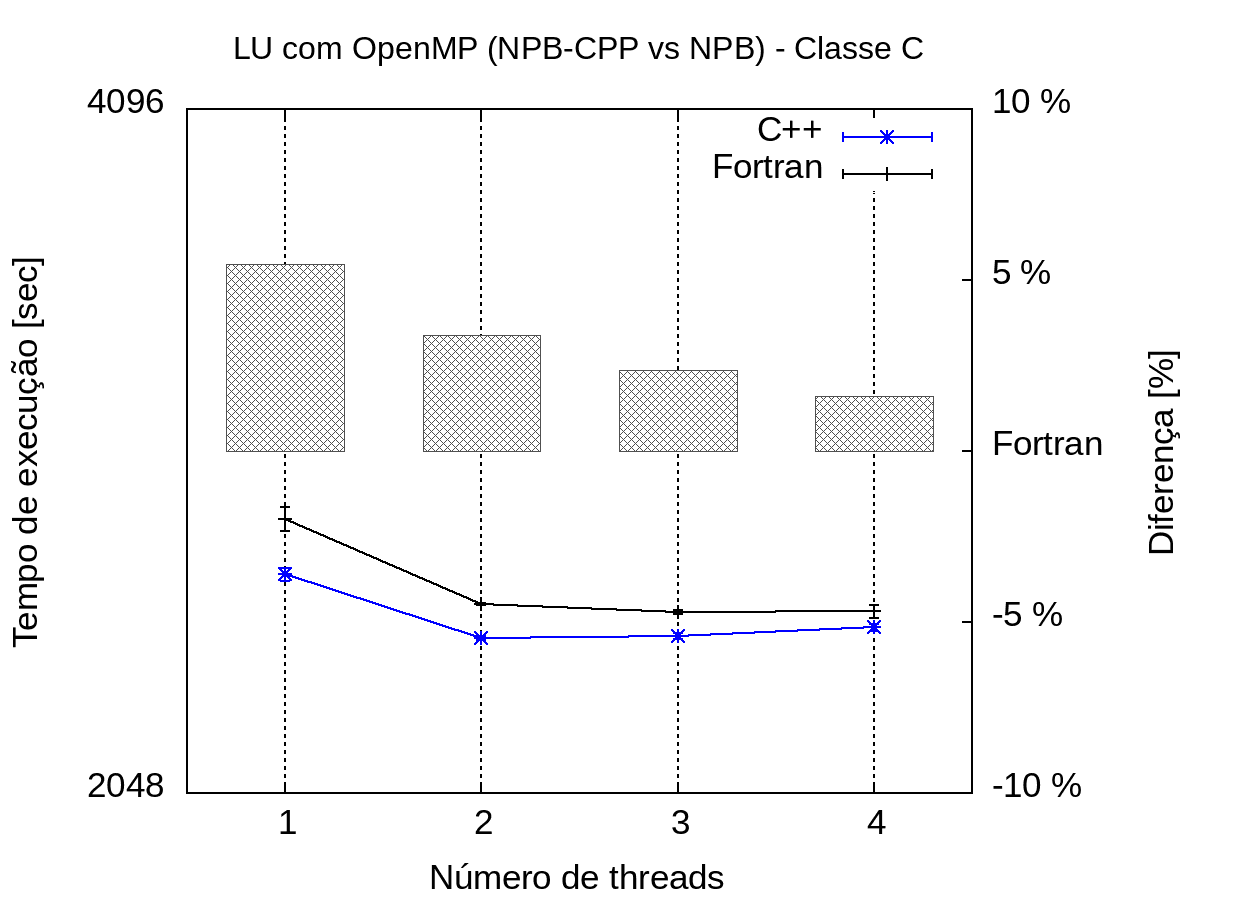 LU com OpenMP (NPB-CPP vs NPB) - Classe C
4096
2048
Tempo de execução [sec]
C++
Fortran
10 %
5 %
Fortran
-5 %
-10 %
Diferença [%]
1 2 3 4
Número de threads